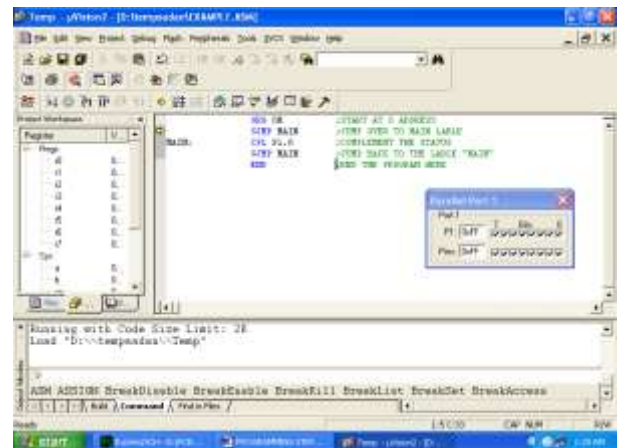 Temp - µVision2 - [D:\tempsadas\EXAMPLE.ASM]
File Edit View Project Debug Flash Peripherals Tools SVCS Window Help
Project Workspace
Register
Regs
r0
r1
r2
r3
r4
r5
r6
r7
Sys
a
b
ORG 0H ;START AT 0 ADDRESS
SJMP MAIN ;JUMP OVER TO MAIN LABLE
MAIN: CPL P1.0 ;COMPLEMENT THE STATUS
SJMP MAIN ;JUMP BACK TO THE LABLE "MAIN"
END ;END THE PROGRAM HERE
Parallel Port 1
Port 1
P1: 0xFF 7 Bits 0
Pins: 0xFF
Running with Code Size Limit: 2K
Load "D:\\tempsadas\\Temp"
>
ASM ASSIGN BreakDisable BreakEnable BreakKill BreakList BreakSet BreakAccess
Build Command Find in Files
Ready
L:5 C:30 CAP NUM R/W
start
Temp - µVision2 - [D:...